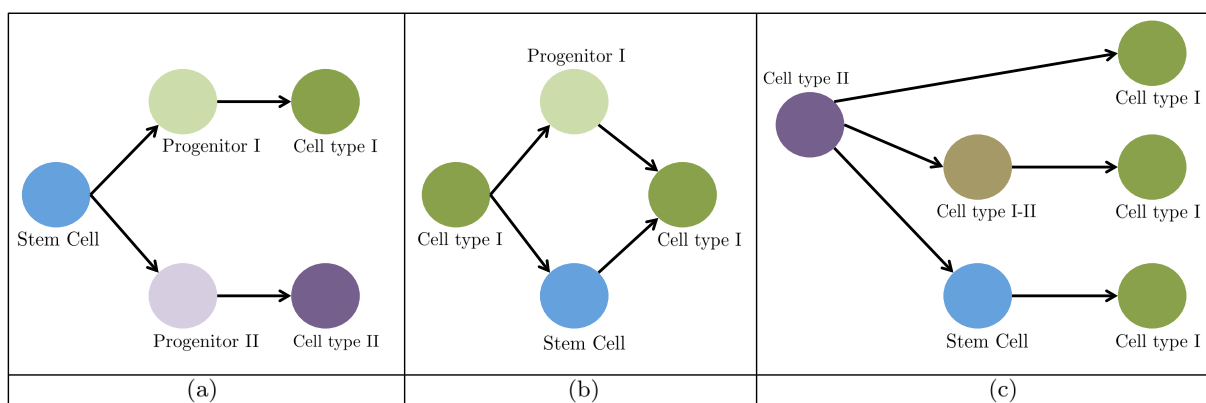 Progenitor I
Cell type I
Stem Cell
Progenitor II
Cell type II
(a)
Progenitor I
Cell type I
Cell type I
Stem Cell
(b)
Cell type II
Cell type I
Cell type I-II
Cell type I
Stem Cell
Cell type I
(c)